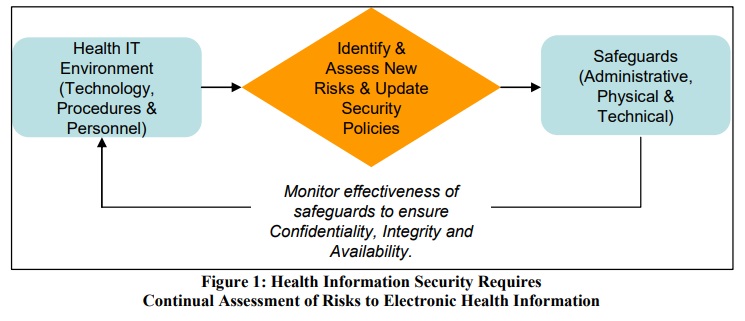 Health IT
Environment
(Technology,
Procedures &
Personnel)
Identify &
Assess New
Risks & Update
Security
Policies
Safeguards
(Administrative,
Physical &
Technical)
Monitor effectiveness of
safeguards to ensure
Confidentiality, Integrity and
Availability.
Figure 1: Health Information Security Requires
Continual Assessment of Risks to Electronic Health Information